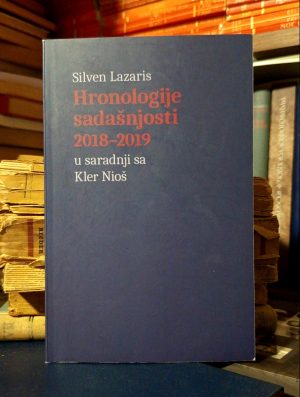 Silven Lazaris
Hronologije
sadašnjosti
2018–2019
u saradnji sa
Kler Nioš